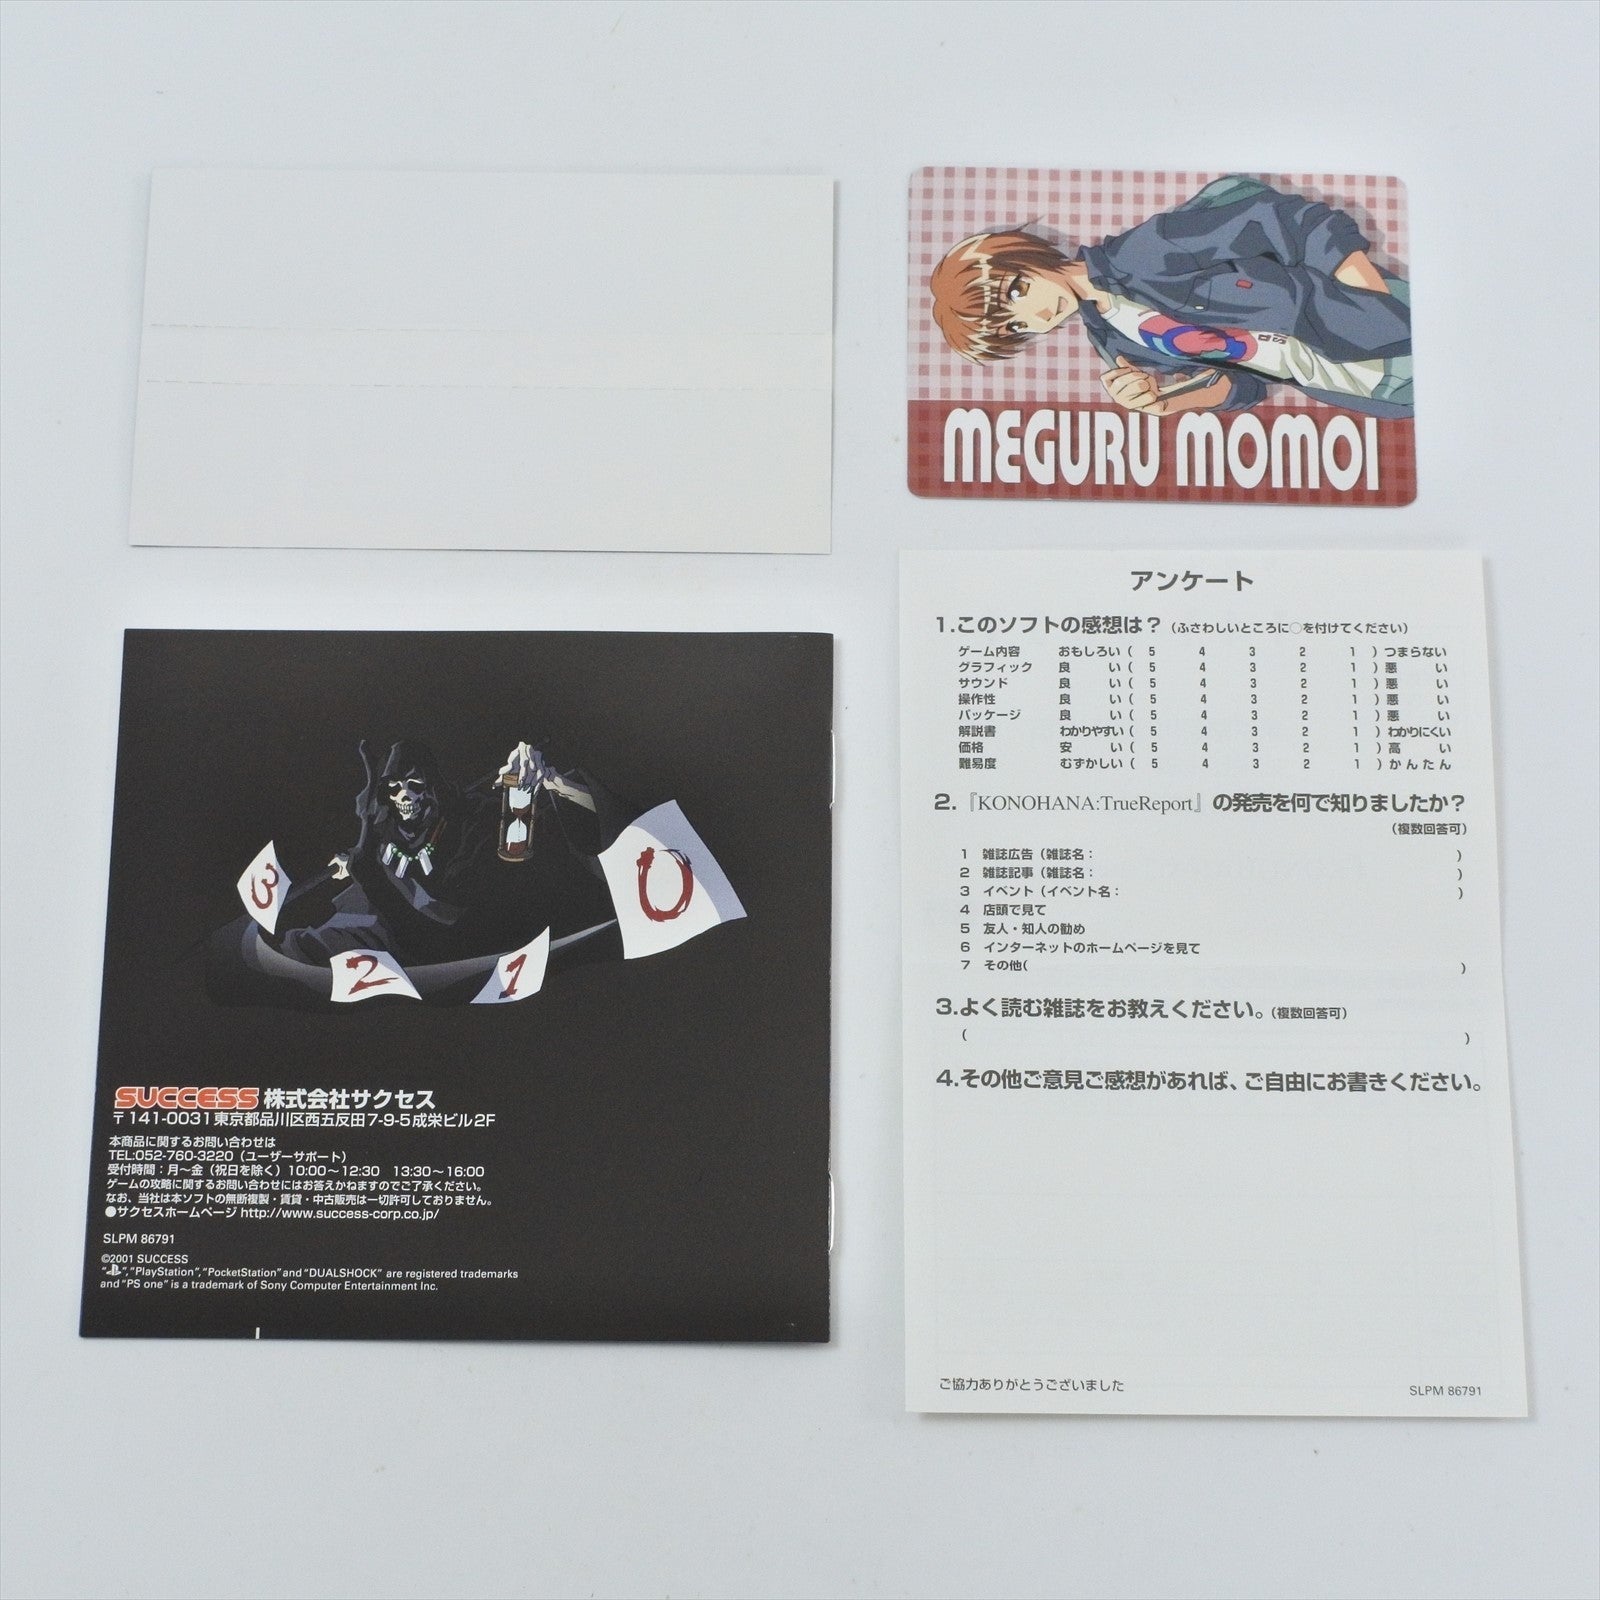 MEGURU MOMOI
アンケート
1.このソフトの感想は？（ふさわしいところに○を付けてください）
ゲーム内容 おもしろい（ 5 4 3 2 1 ）つまらない
グラフィック 良 い（ 5 4 3 2 1 ）悪 い
サウンド 良 い（ 5 4 3 2 1 ）悪 い
操作性 良 い（ 5 4 3 2 1 ）悪 い
パッケージ 良 い（ 5 4 3 2 1 ）悪 い
解説書 わかりやすい（ 5 4 3 2 1 ）わかりにくい
価格 安 い（ 5 4 3 2 1 ）高 い
難易度 むずかしい（ 5 4 3 2 1 ）かんたん
2.『KONOHANA:TrueReport』の発売を何で知りましたか？
（複数回答可）
1 雑誌広告（雑誌名： ）
2 雑誌記事（雑誌名： ）
3 イベント（イベント名： ）
4 店頭で見て
5 友人・知人の勧め
6 インターネットのホームページを見て
7 その他( )
3.よく読む雑誌をお教えください。（複数回答可）
( )
4.その他ご意見ご感想があれば、ご自由にお書きください。
ご協力ありがとうございました
SLPM 86791
3
2
1
0
SUCCESS 株式会社サクセス
〒141-0031東京都品川区西五反田7-9-5成栄ビル2F
本商品に関するお問い合わせは
TEL:052-760-3220（ユーザーサポート）
受付時間：月～金（祝日を除く）10:00～12:30 13:30～16:00
ゲームの攻略に関するお問い合わせにはお答えかねますのでご了承ください。
なお、当社は本ソフトの無断複製・賃貸・中古販売は一切許可しておりません。
●サクセスホームページ http://www.success-corp.co.jp/
SLPM 86791
©2001 SUCCESS
" ", "PlayStation", "PocketStation" and "DUALSHOCK" are registered trademarks
and "PS one" is a trademark of Sony Computer Entertainment Inc.